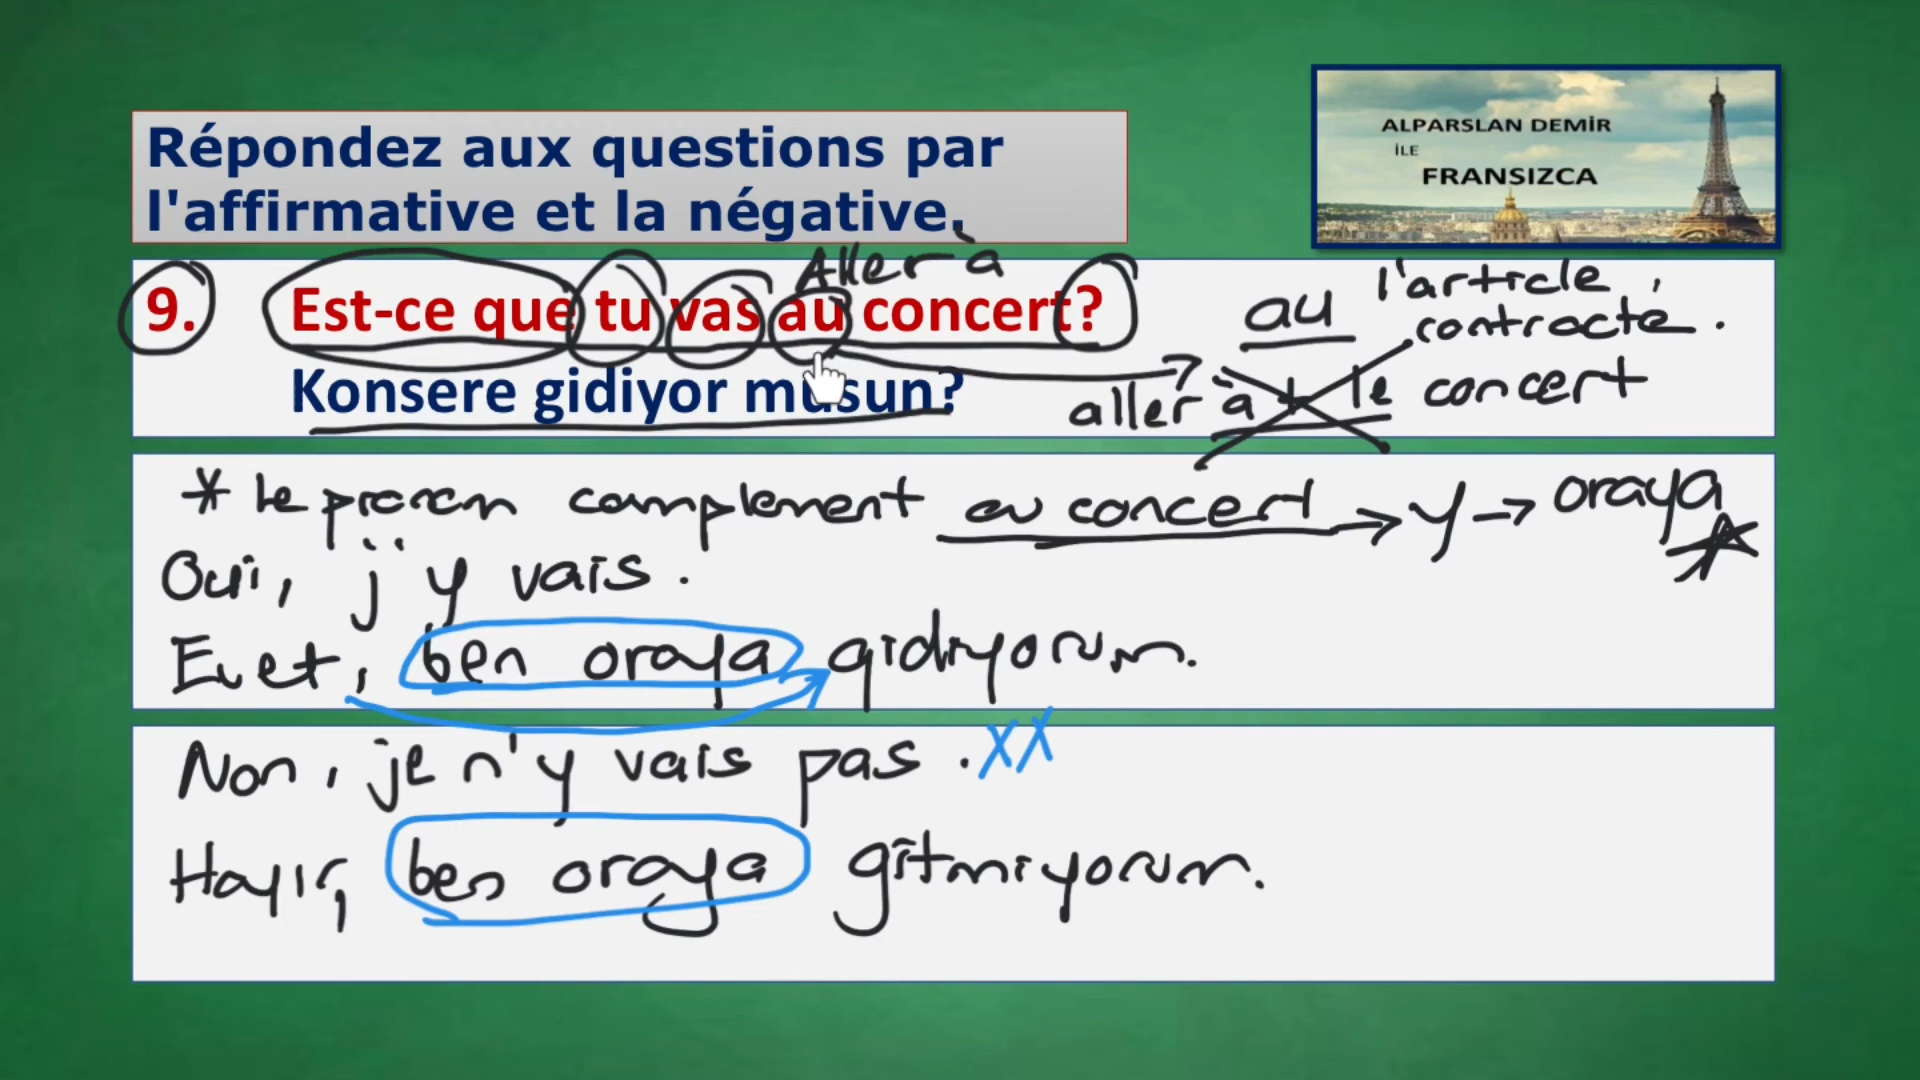 Répondez aux questions par
l'affirmative et la négative.
ALPARSLAN DEMİR
İLE
FRANSIZCA
Aller à
9. Est-ce que tu vas au concert?
au l'article
contracté.
Konsere gidiyor musun?
aller à + le concert
* Le pronom complement au concert → y → oraya
Oui, j'y vais.
Evet, ben oraya gidiyorum.
Non, je n'y vais pas. xx
Hayır, ben oraya gitmiyorum.